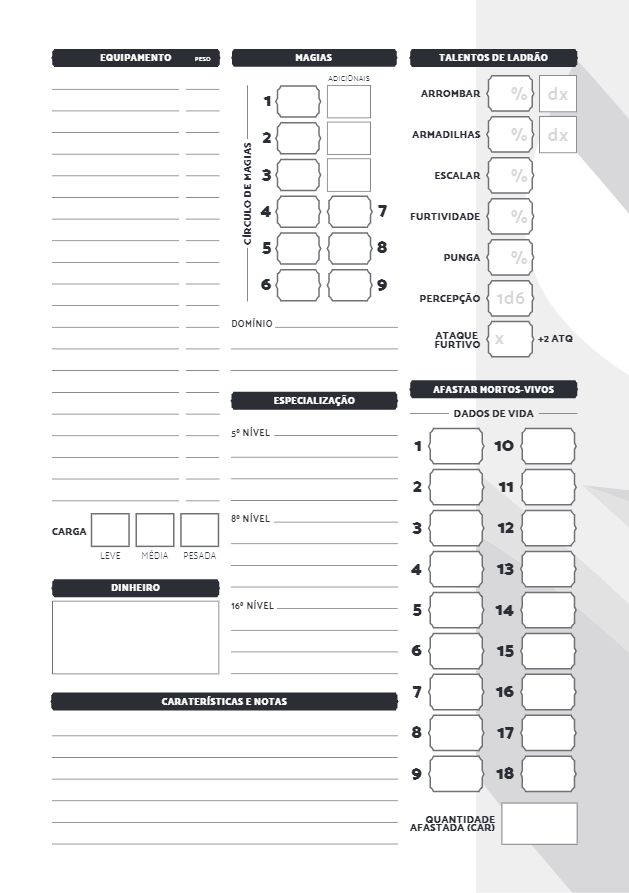 EQUIPAMENTO PESO
CARGA
LEVE MÉDIA PESADA
DINHEIRO
MAGIAS
ADICIONAIS
CÍRCULO DE MAGIAS
1
2
3
4 7
5 8
6 9
DOMÍNIO
ESPECIALIZAÇÃO
5º NÍVEL
8º NÍVEL
16º NÍVEL
CARATERÍSTICAS E NOTAS
TALENTOS DE LADRÃO
ARROMBAR % dx
ARMADILHAS % dx
ESCALAR %
FURTIVIDADE %
PUNGA %
PERCEPÇÃO 1d6
ATAQUE
FURTIVO x +2 ATQ
AFASTAR MORTOS-VIVOS
DADOS DE VIDA
1 10
2 11
3 12
4 13
5 14
6 15
7 16
8 17
9 18
QUANTIDADE
AFASTADA (CAR)